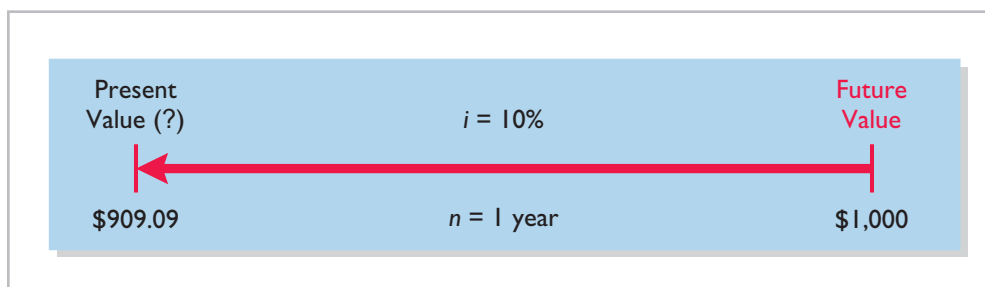 Present
Value (?)
i = 10%
Future
Value
$909.09
n = 1 year
$1,000